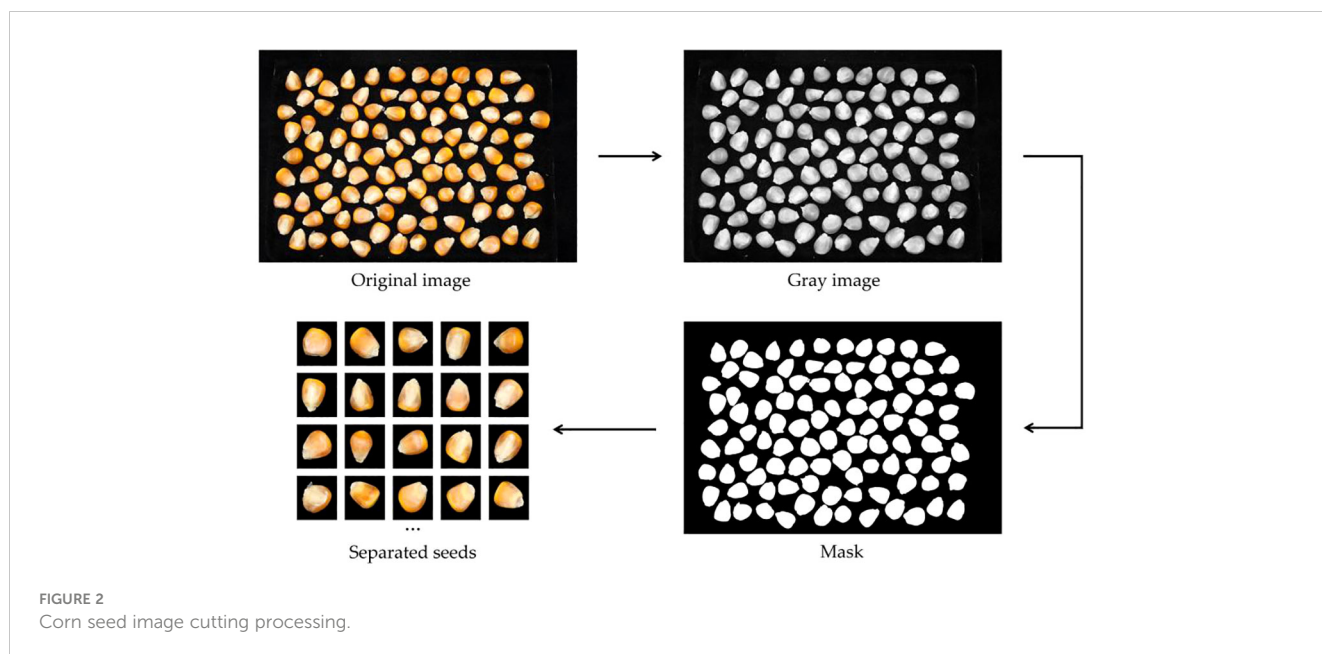 Original image
Gray image
Separated seeds
...
Mask
FIGURE 2
Corn seed image cutting processing.